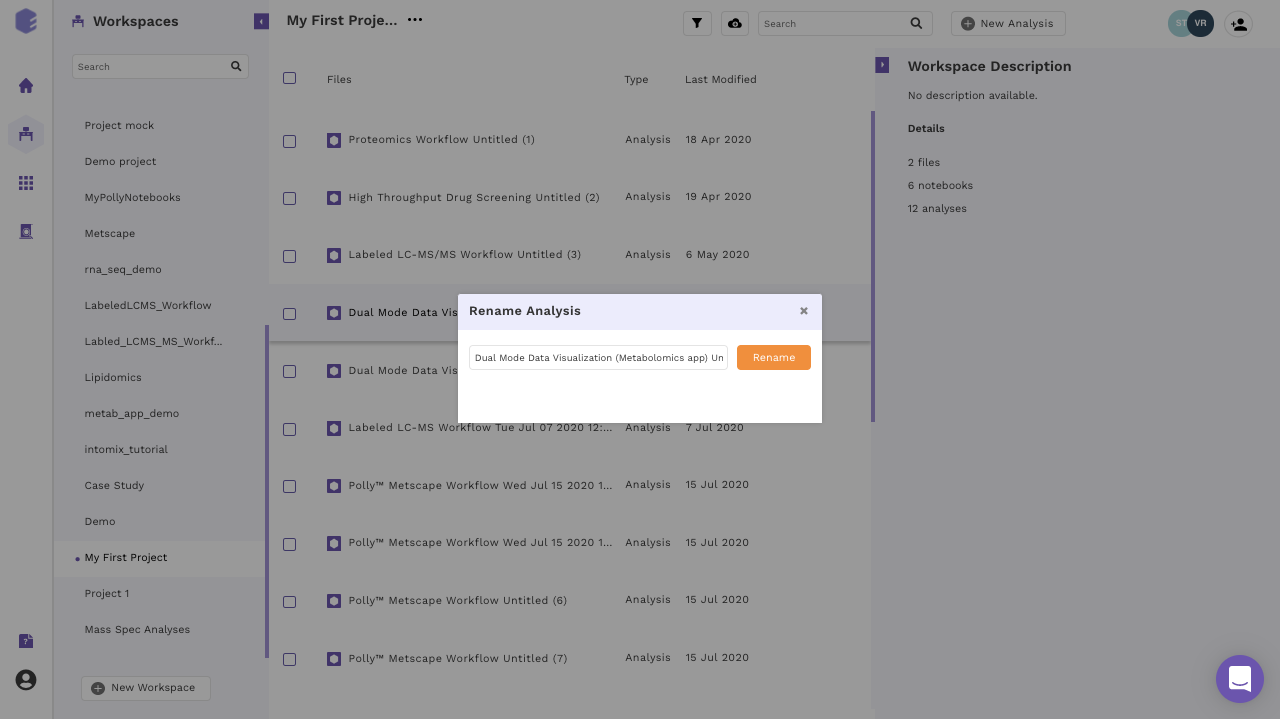 Workspaces
Search
Project mock
Demo project
MyPollyNotebooks
Metscape
rna_seq_demo
LabeledLCMS_Workflow
Labled_LCMS_MS_Workf...
Lipidomics
metab_app_demo
intomix_tutorial
Case Study
Demo
My First Project
Project 1
Mass Spec Analyses
New Workspace
?
My First Proje... •••
Search
New Analysis
ST VR
Files Type Last Modified
Proteomics Workflow Untitled (1) Analysis 18 Apr 2020
High Throughput Drug Screening Untitled (2) Analysis 19 Apr 2020
Labeled LC-MS/MS Workflow Untitled (3) Analysis 6 May 2020
Dual Mode Data Vis
Dual Mode Data Vis
Labeled LC-MS Workflow Tue Jul 07 2020 12:... Analysis 7 Jul 2020
Polly™ Metscape Workflow Wed Jul 15 2020 1... Analysis 15 Jul 2020
Polly™ Metscape Workflow Wed Jul 15 2020 1... Analysis 15 Jul 2020
Polly™ Metscape Workflow Untitled (6) Analysis 15 Jul 2020
Polly™ Metscape Workflow Untitled (7) Analysis 15 Jul 2020
Rename Analysis
Dual Mode Data Visualization (Metabolomics app) Un
Rename
Workspace Description
No description available.
Details
2 files
6 notebooks
12 analyses